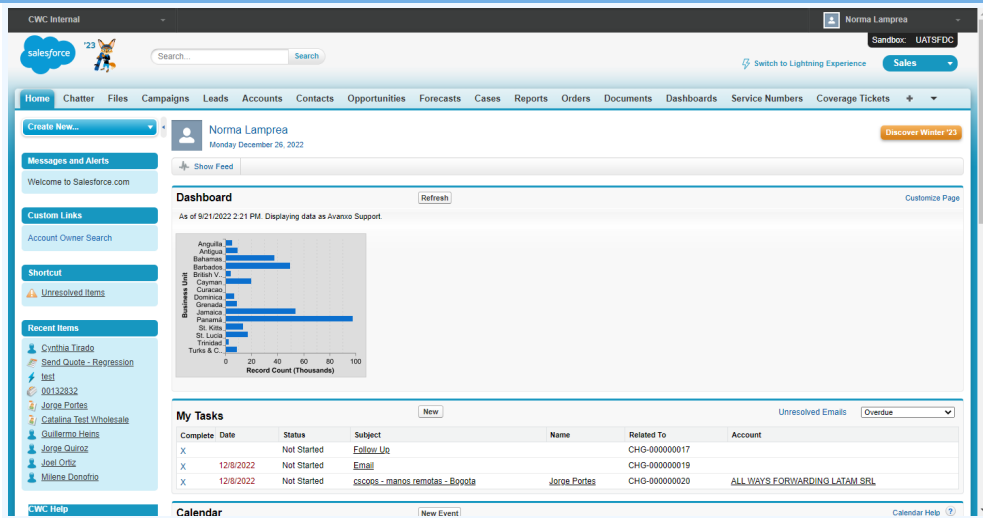 CWC Internal
Norma Lamprea
Sandbox: UATSFDC
salesforce
'23
Search...
Search
Switch to Lightning Experience
Sales
Home Chatter Files Campaigns Leads Accounts Contacts Opportunities Forecasts Cases Reports Orders Documents Dashboards Service Numbers Coverage Tickets +
Create New...
Norma Lamprea
Monday December 26, 2022
Discover Winter '23
Show Feed
Messages and Alerts
Welcome to Salesforce.com
Custom Links
Account Owner Search
Shortcut
Unresolved Items
Recent Items
Cynthia Tirado
Send Quote - Regression
test
00132832
Jorge Portes
Catalina Test Wholesale
Guillermo Heins
Jorge Quiroz
Joel Ortiz
Milene Donofrio
CWC Help
Dashboard
Refresh
Customize Page
As of 9/21/2022 2:21 PM. Displaying data as Avanxo Support.
Business Unit
Anguilla
Antigua
Bahamas
Barbados
British V...
Cayman
Curacao
Dominica
Grenada
Jamaica
Panamá
St. Kitts
St. Lucia
Trinidad
Turks & C...
0 20 40 60 80 100
Record Count (Thousands)
My Tasks
New
Unresolved Emails
Overdue
Complete Date Status Subject Name Related To Account
X Not Started Follow Up CHG-000000017
X 12/8/2022 Not Started Email CHG-000000019
X 12/8/2022 Not Started cscops - manos remotas - Bogota Jorge Portes CHG-000000020 ALL WAYS FORWARDING LATAM SRL
Calendar
New Event
Calendar Help ?